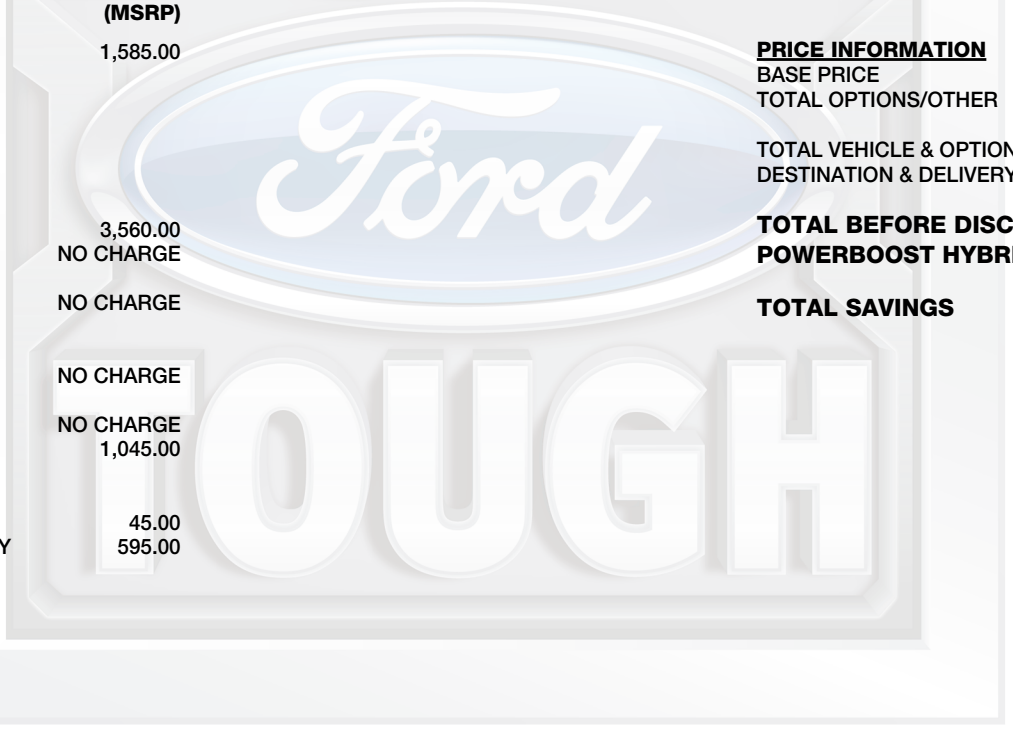 (MSRP)
1,585.00
3,560.00
NO CHARGE
NO CHARGE
NO CHARGE
NO CHARGE
1,045.00
45.00
Y 595.00
PRICE INFORMATION
BASE PRICE
TOTAL OPTIONS/OTHER
TOTAL VEHICLE & OPTION
DESTINATION & DELIVERY
TOTAL BEFORE DISC
POWERBOOST HYBRI
TOTAL SAVINGS
Ford
TOUGH